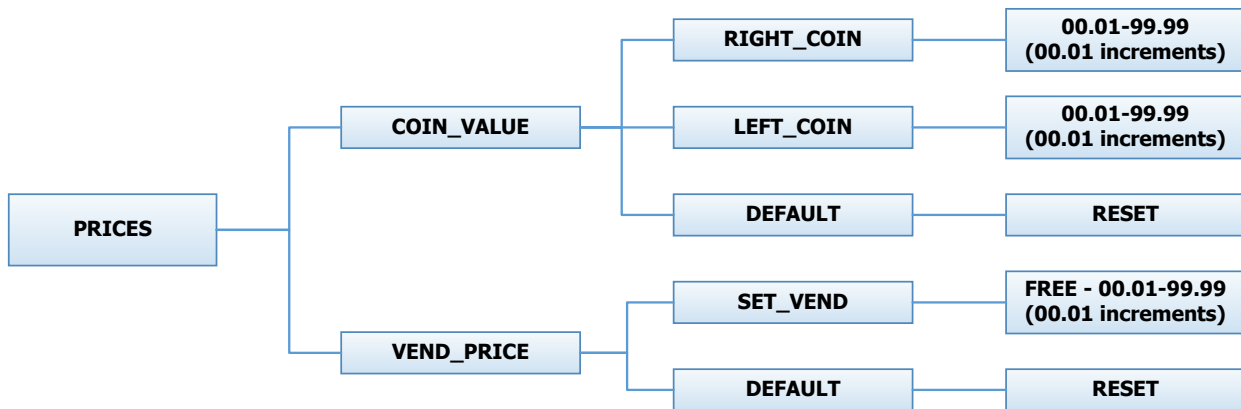 RIGHT_COIN
00.01-99.99
(00.01 increments)
COIN_VALUE
LEFT_COIN
00.01-99.99
(00.01 increments)
PRICES
DEFAULT
RESET
SET_VEND
FREE - 00.01-99.99
(00.01 increments)
VEND_PRICE
DEFAULT
RESET